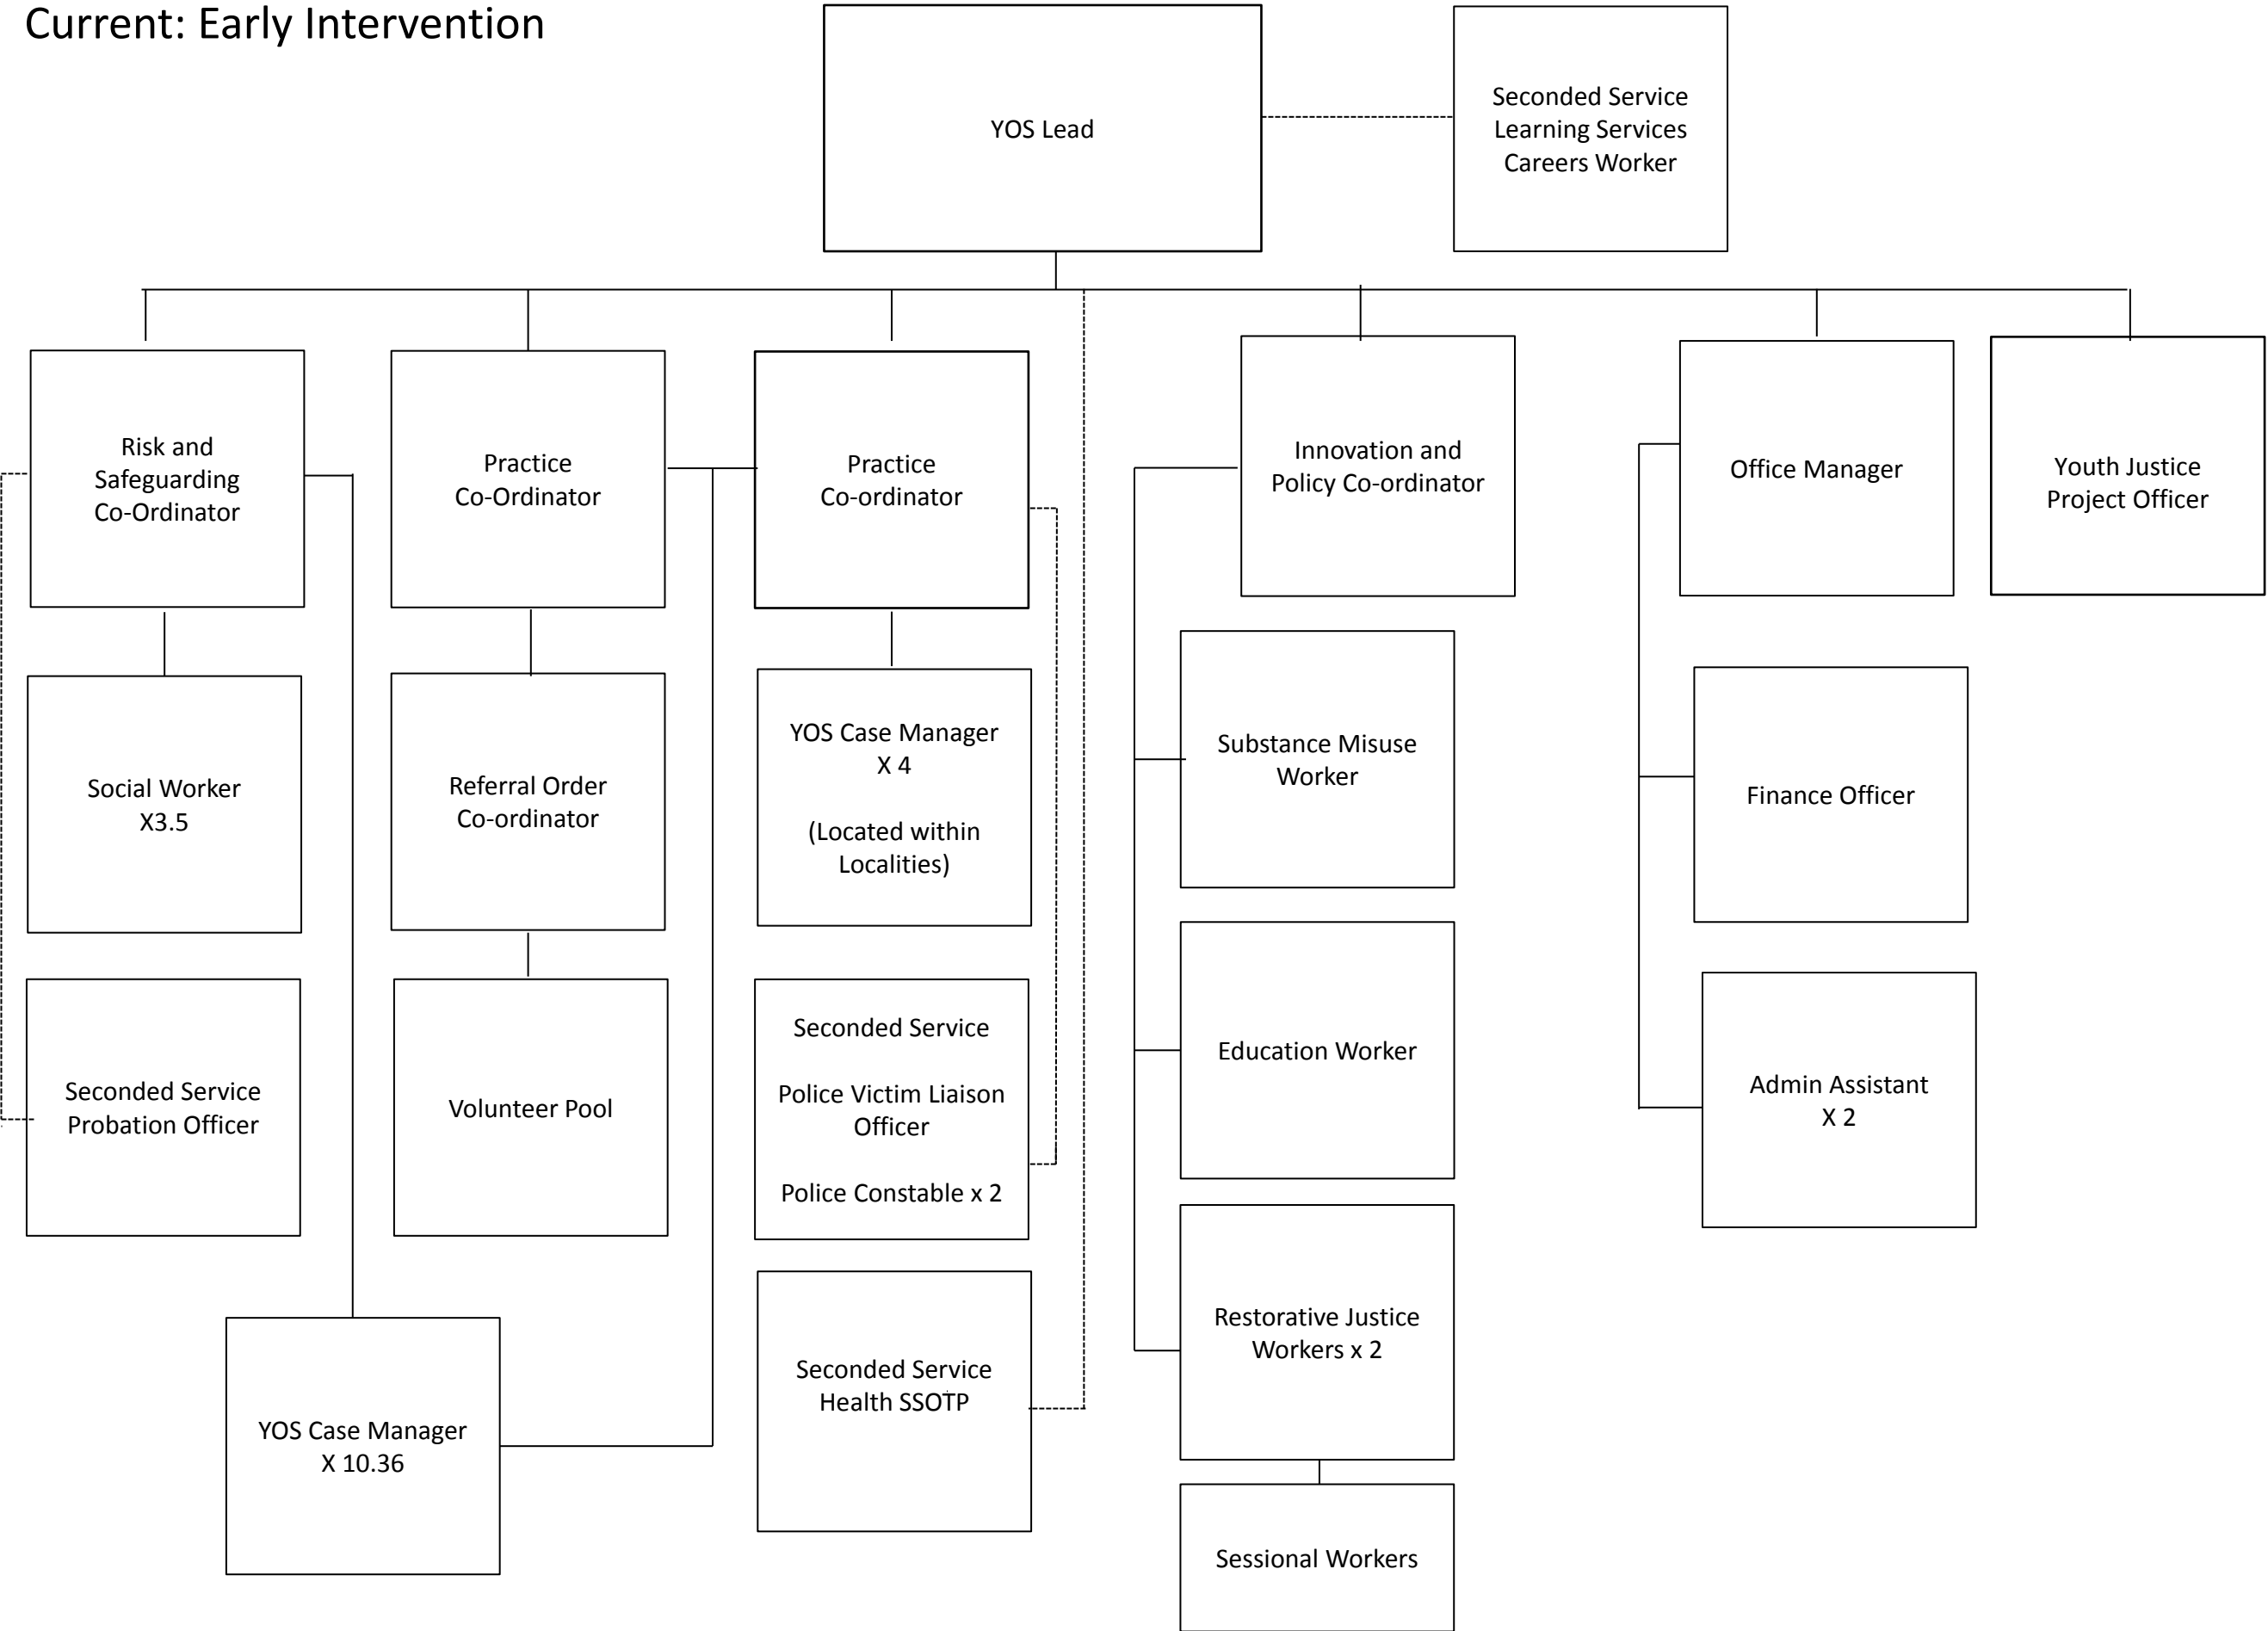 Current: Early Intervention
YOS Lead
Seconded Service
Learning Services
Careers Worker
Risk and
Safeguarding
Co-Ordinator
Practice
Co-Ordinator
Practice
Co-ordinator
Innovation and
Policy Co-ordinator
Office Manager
Youth Justice
Project Officer
Social Worker
X3.5
Referral Order
Co-ordinator
YOS Case Manager
X 4
(Located within
Localities)
Substance Misuse
Worker
Finance Officer
Seconded Service
Probation Officer
Volunteer Pool
Seconded Service
Police Victim Liaison
Officer
Police Constable x 2
Education Worker
Admin Assistant
X 2
YOS Case Manager
X 10.36
Seconded Service
Health SSOTP
Restorative Justice
Workers x 2
Sessional Workers